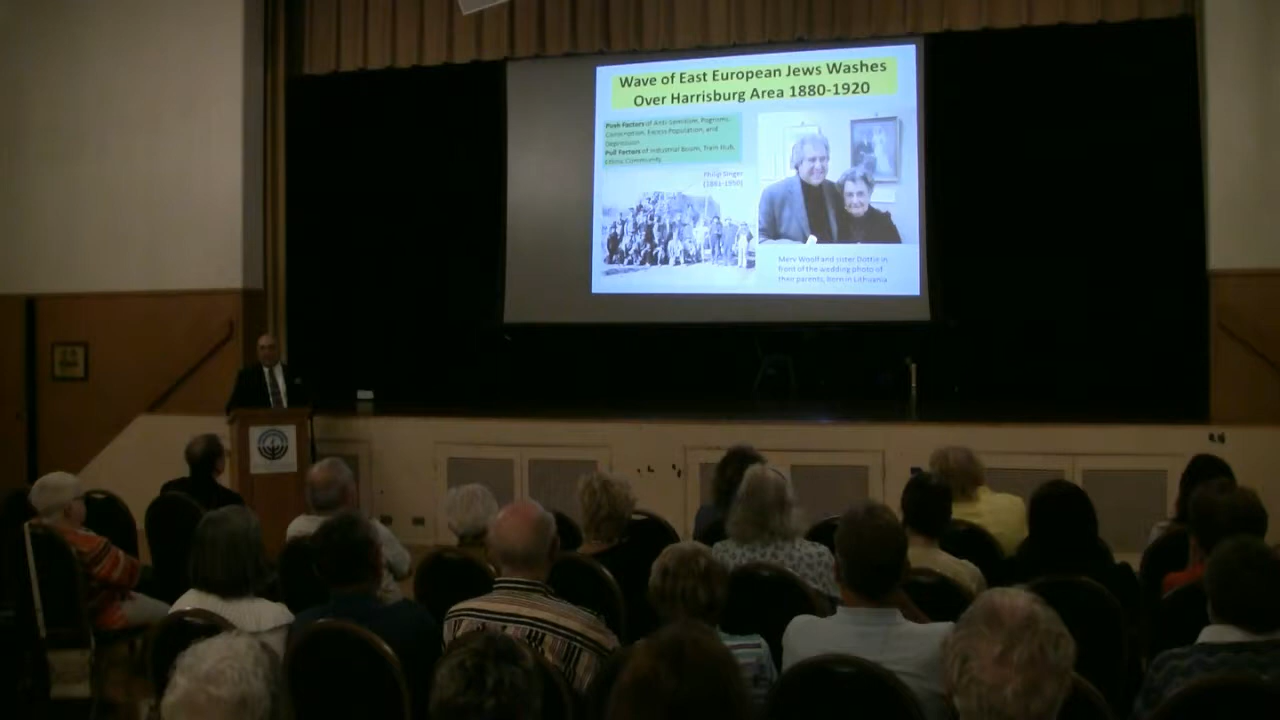 Wave of East European Jews Washes
Over Harrisburg Area 1880-1920
Push Factors of Anti-Semitism, Pogroms,
Conscription, Excess Population, and
Depression
Pull Factors of Industrial Boom, Train Hub,
Ethnic Community
Philip Singer
Merv Woolf and sister Dottie in
front of the wedding photo of
their parents, born in Lithuania